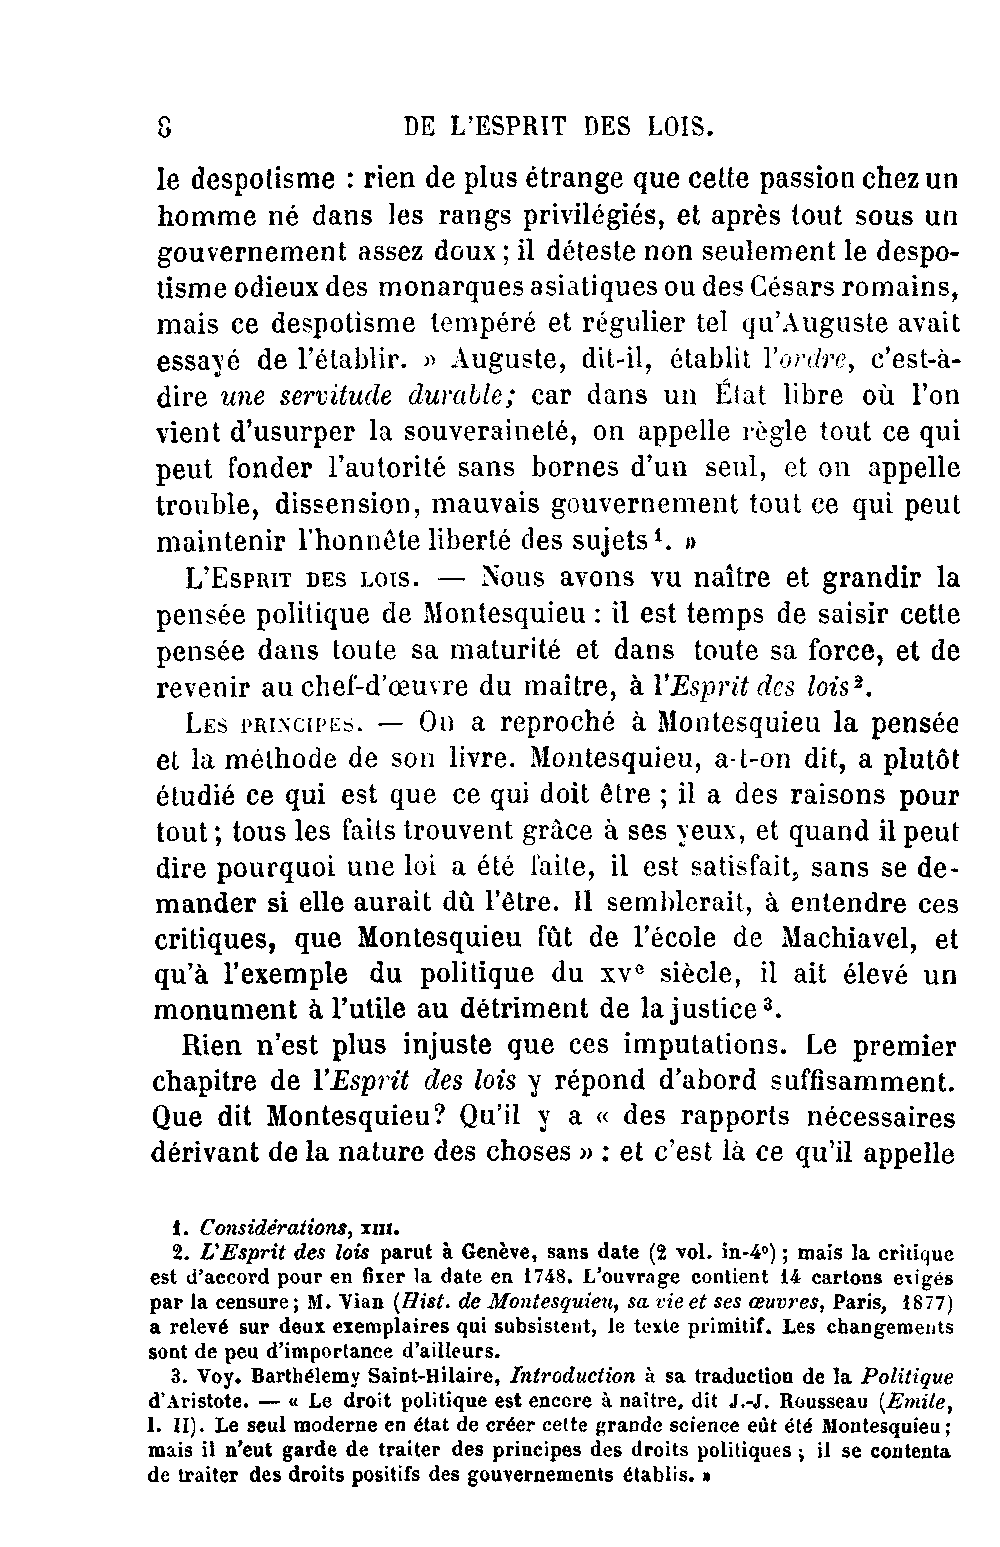 8 DE L'ESPRIT DES LOIS.
le despotisme : rien de plus étrange que cette passion chez un
homme né dans les rangs privilégiés, et après tout sous un
gouvernement assez doux ; il déteste non seulement le despo-
tisme odieux des monarques asiatiques ou des Césars romains,
mais ce despotisme tempéré et régulier tel qu'Auguste avait
essayé de l'établir. » Auguste, dit-il, établit l'ordre, c'est-à-
dire une servitude durable; car dans un État libre où l'on
vient d'usurper la souveraineté, on appelle règle tout ce qui
peut fonder l'autorité sans bornes d'un seul, et on appelle
trouble, dissension, mauvais gouvernement tout ce qui peut
maintenir l'honnête liberté des sujets¹. »
L'ESPRIT DES LOIS. — Nous avons vu naître et grandir la
pensée politique de Montesquieu : il est temps de saisir cette
pensée dans toute sa maturité et dans toute sa force, et de
revenir au chef-d'œuvre du maître, à l'Esprit des lois².
LES PRINCIPES. — On a reproché à Montesquieu la pensée
et la méthode de son livre. Montesquieu, a-t-on dit, a plutôt
étudié ce qui est que ce qui doit être ; il a des raisons pour
tout ; tous les faits trouvent grâce à ses yeux, et quand il peut
dire pourquoi une loi a été faite, il est satisfait, sans se de-
mander si elle aurait dû l'être. Il semblerait, à entendre ces
critiques, que Montesquieu fût de l'école de Machiavel, et
qu'à l'exemple du politique du XVe siècle, il ait élevé un
monument à l'utile au détriment de la justice³.
Rien n'est plus injuste que ces imputations. Le premier
chapitre de l'Esprit des lois y répond d'abord suffisamment.
Que dit Montesquieu? Qu'il y a « des rapports nécessaires
dérivant de la nature des choses » : et c'est là ce qu'il appelle
1. Considérations, XIII.
2. L'Esprit des lois parut à Genève, sans date (2 vol. in-4°) ; mais la critique
est d'accord pour en fixer la date en 1748. L'ouvrage contient 14 cartons exigés
par la censure ; M. Vian (Hist. de Montesquieu, sa vie et ses œuvres, Paris, 1877)
a relevé sur deux exemplaires qui subsistent, le texte primitif. Les changements
sont de peu d'importance d'ailleurs.
3. Voy. Barthélemy Saint-Hilaire, Introduction à sa traduction de la Politique
d'Aristote. — « Le droit politique est encore à naître, dit J.-J. Rousseau (Emile,
l. II). Le seul moderne en état de créer cette grande science eût été Montesquieu ;
mais il n'eut garde de traiter des principes des droits politiques ; il se contenta
de traiter des droits positifs des gouvernements établis. »